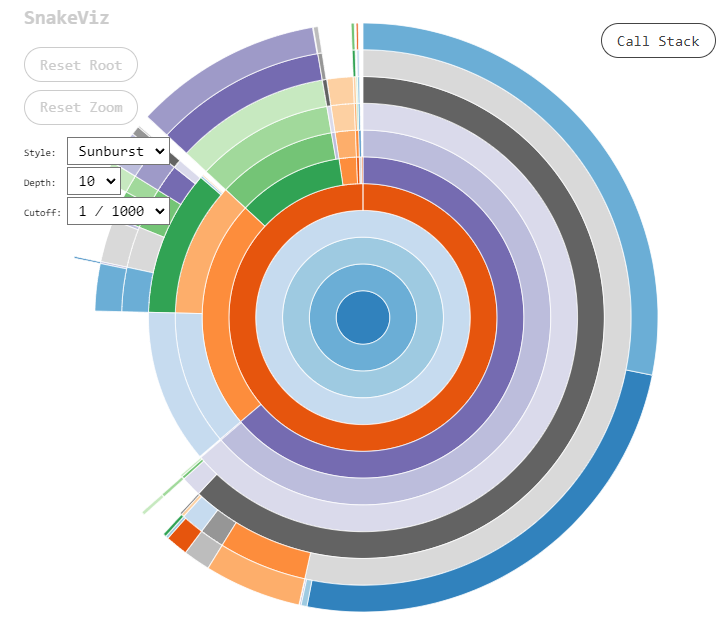 SnakeViz
Call Stack
Reset Root
Reset Zoom
Style: Sunburst
Depth: 10
Cutoff: 1 / 1000